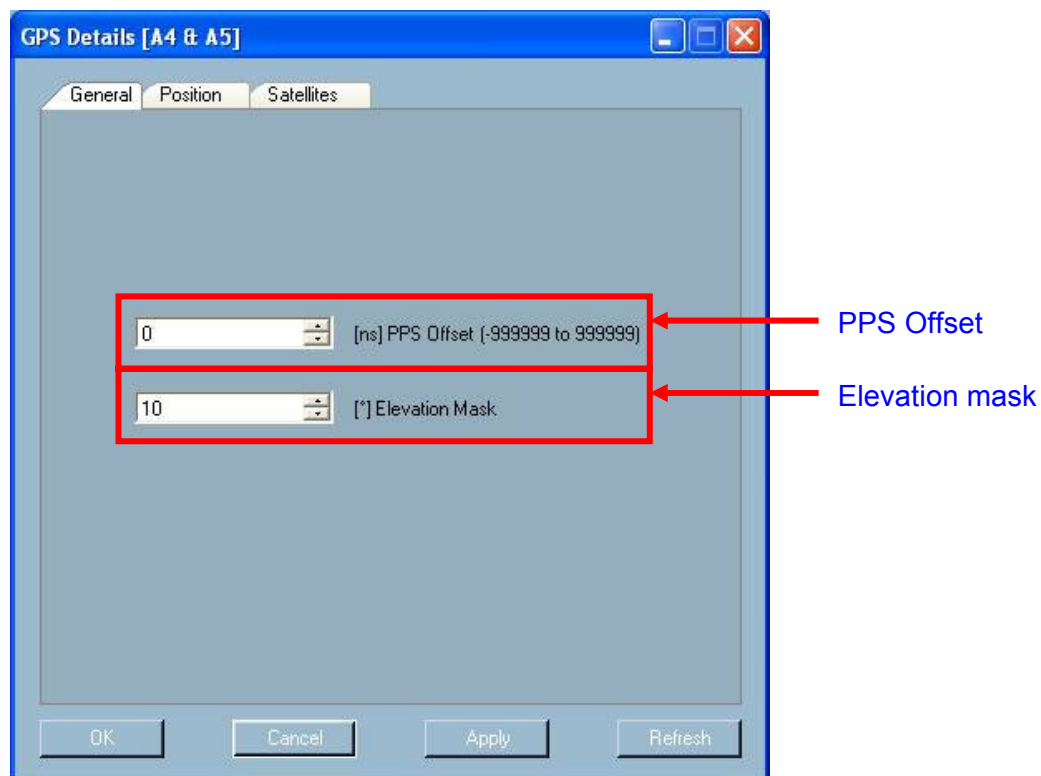 GPS Details [A4 & A5]
General Position Satellites
0 [ns] PPS Offset (-999999 to 999999)
PPS Offset
10 [°] Elevation Mask
Elevation mask
OK Cancel Apply Refresh